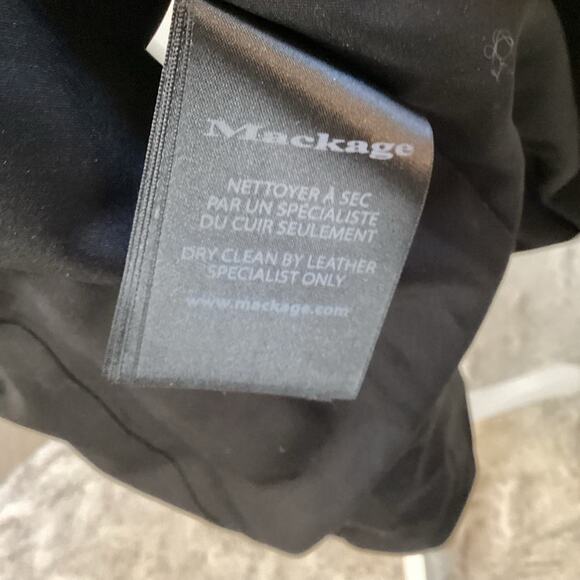 Mackage
NETTOYER À SEC
PAR UN SPÉCIALISTE
DU CUIR SEULEMENT
DRY CLEAN BY LEATHER
SPECIALIST ONLY
www.mackage.com